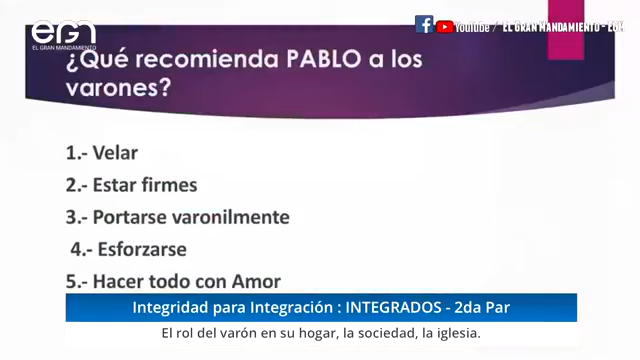 EGM
EL GRAN MANDAMIENTO
Youtube / EL GRAN MANDAMIENTO - EGM
¿Qué recomienda PABLO a los
varones?
1.- Velar
2.- Estar firmes
3.- Portarse varonilmente
4.- Esforzarse
5.- Hacer todo con Amor
Integridad para Integración : INTEGRADOS - 2da Par
El rol del varón en su hogar, la sociedad, la iglesia.